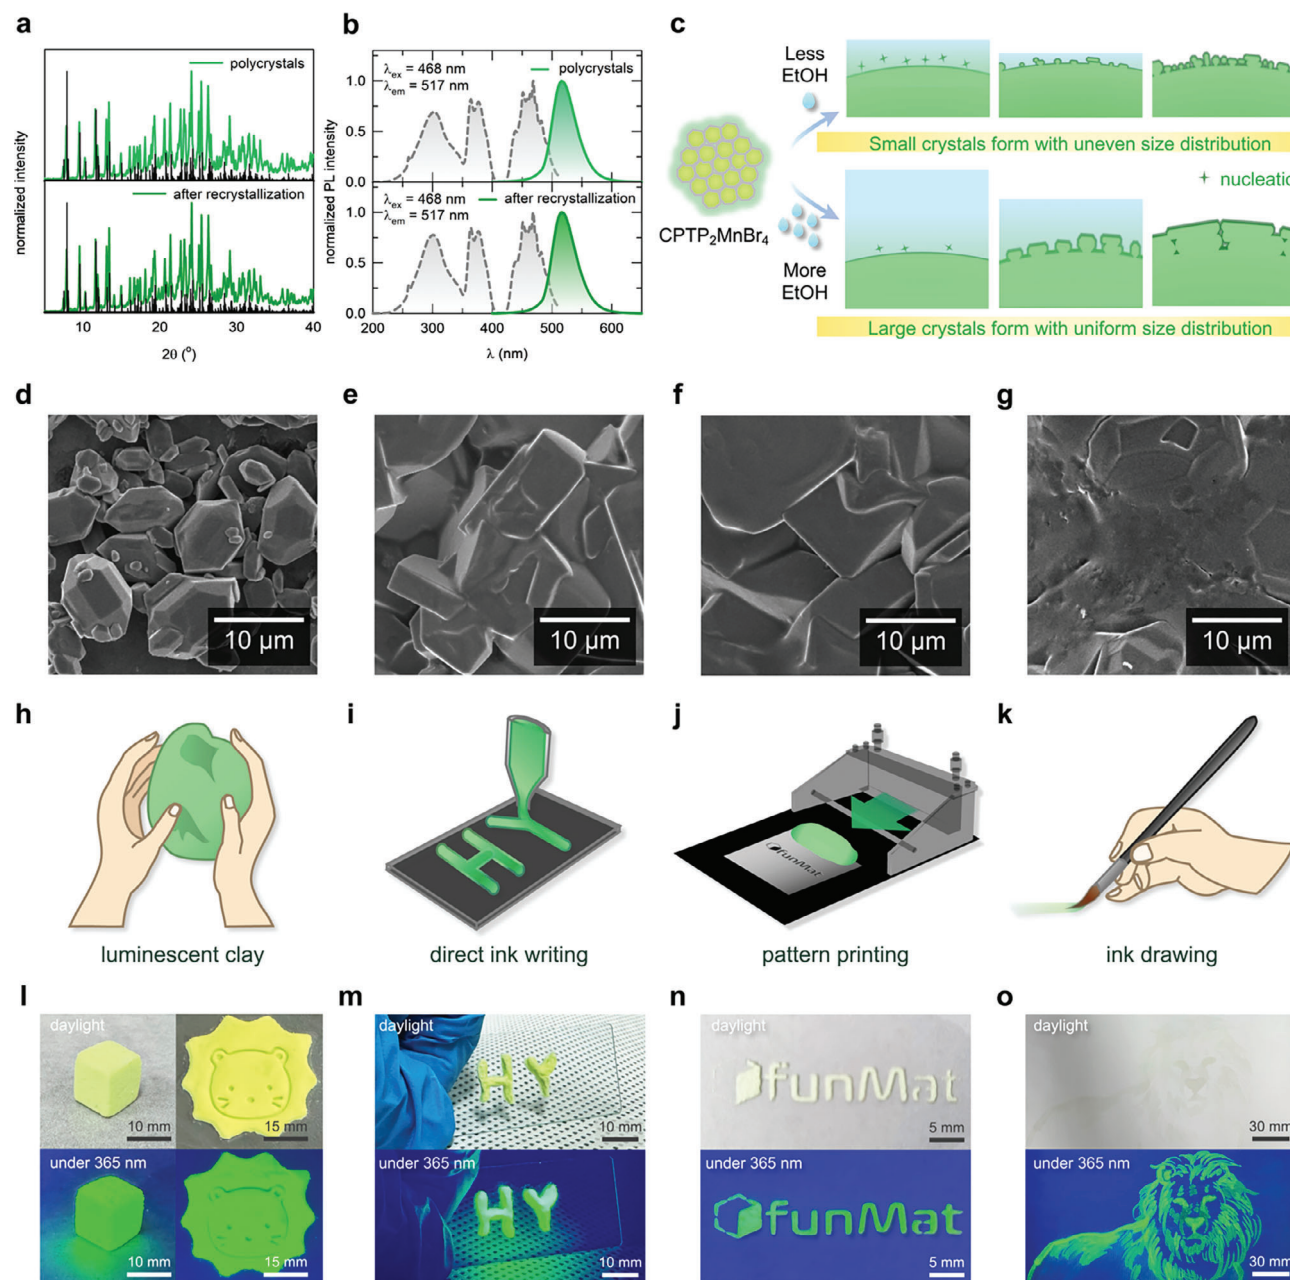 a
polycrystals
after recrystallization
normalized intensity
10
20
30
40
2θ (°)
b
λex = 468 nm
λem = 517 nm
polycrystals
1.0
0.5
0.0
λex = 468 nm
λem = 517 nm
after recrystallization
1.0
0.5
0.0
normalized PL intensity
200
300
400
500
600
λ (nm)
c
Less
EtOH
Small crystals form with uneven size distribution
CPTP₂MnBr₄
More
EtOH
Large crystals form with uniform size distribution
d
10 μm
e
10 μm
f
10 μm
g
10 μm
h
luminescent clay
i
HY
direct ink writing
j
funMat
pattern printing
k
ink drawing
l
daylight
10 mm
15 mm
under 365 nm
10 mm
15 mm
m
daylight
H Y
10 mm
under 365 nm
H Y
10 mm
n
daylight
funMat
5 mm
under 365 nm
funMat
5 mm
o
daylight
30 mm
under 365 nm
30 mm